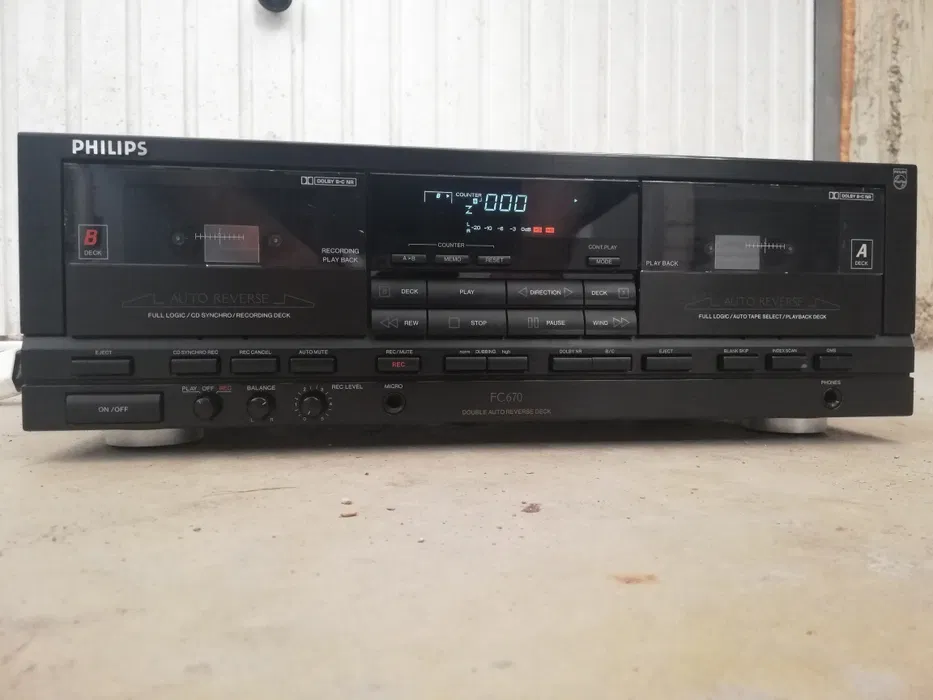 PHILIPS
DOLBY B-C NR
B
DECK
RECORDING
PLAY BACK
AUTO REVERSE
FULL LOGIC / CD SYNCHRO / RECORDING DECK
COUNTER
-000
L
R
-20 -10 -6 -3 0dB
COUNTER
A▸B MEMO RESET
CONT.PLAY
MODE
DECK PLAY DIRECTION DECK
REW STOP PAUSE WIND
DOLBY B-C NR
PLAY BACK
A
DECK
AUTO REVERSE
FULL LOGIC / AUTO TAPE SELECT / PLAYBACK DECK
EJECT CD SYNCHRO REC REC CANCEL AUTO MUTE REC/MUTE norm DUBBING high DOLBY NR B/C EJECT BLANK SKIP INDEX SCAN
REC
ON / OFF
PLAY OFF REC BALANCE REC LEVEL MICRO
L R
FC670
DOUBLE AUTO REVERSE DECK
PHONES